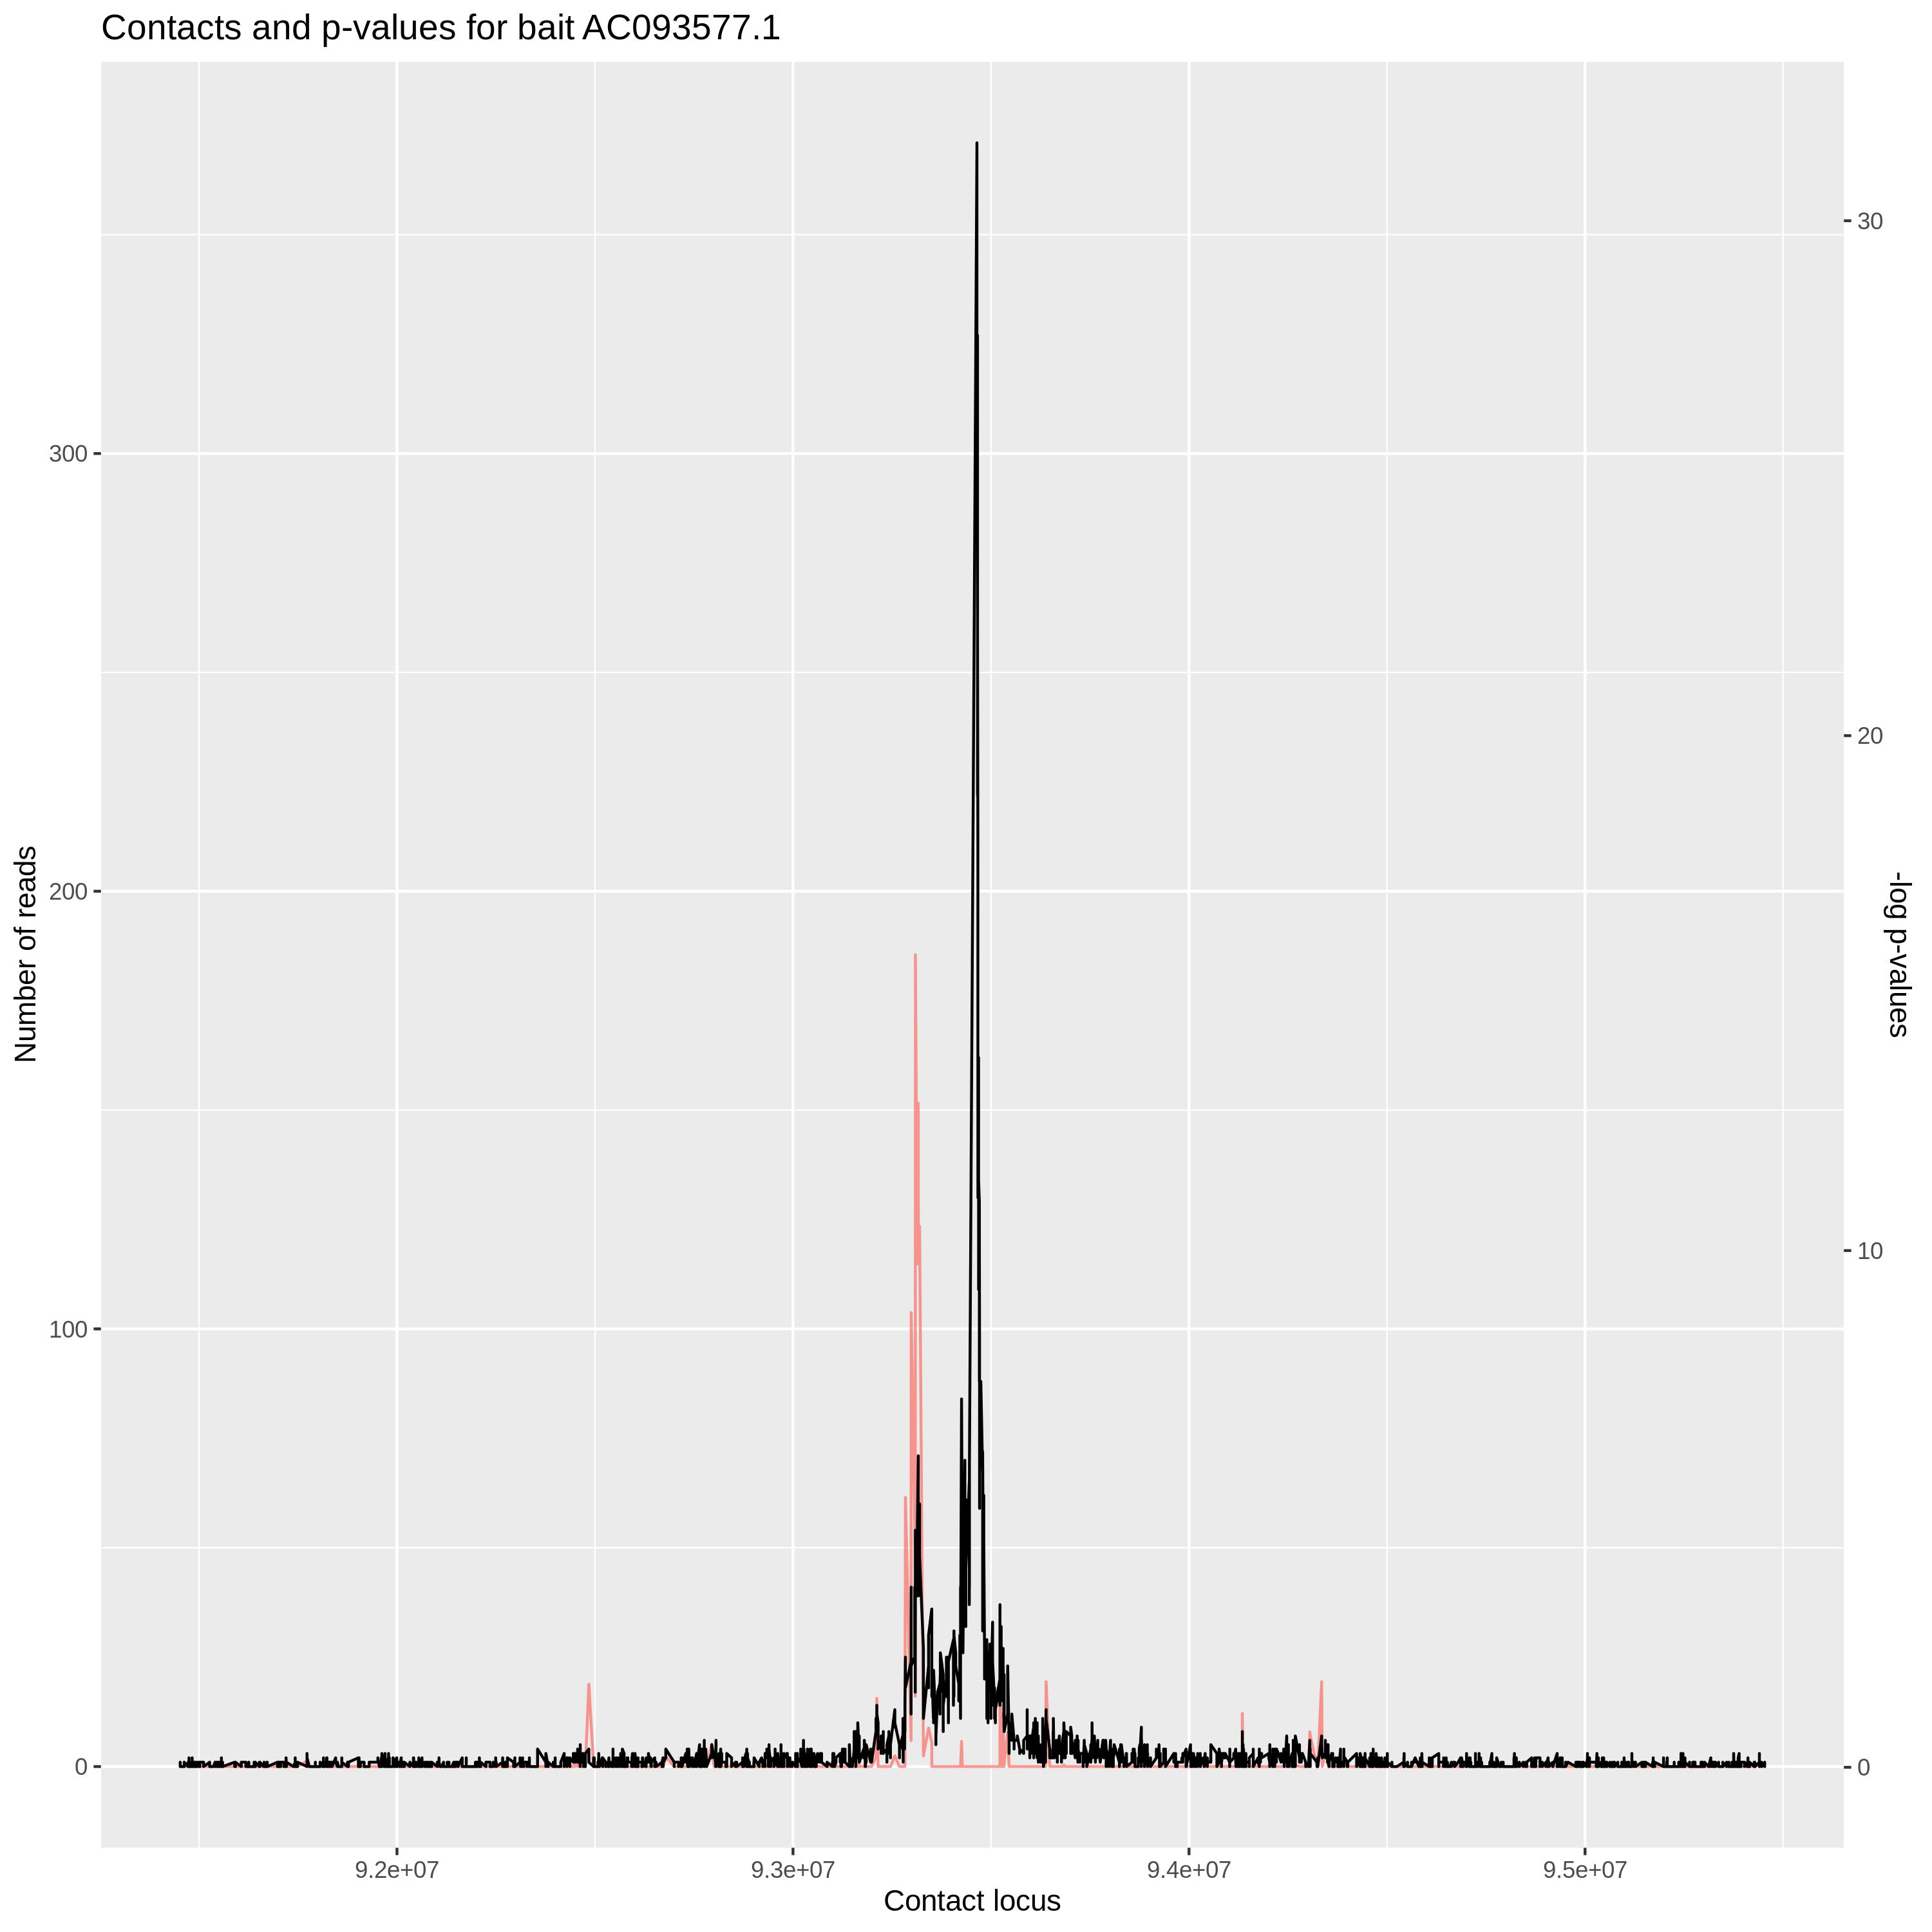 Contacts and p-values for bait AC093577.1
Number of reads
300
200
100
0
30
20
10
0
-log p-values
9.2e+07 9.3e+07 9.4e+07 9.5e+07
Contact locus